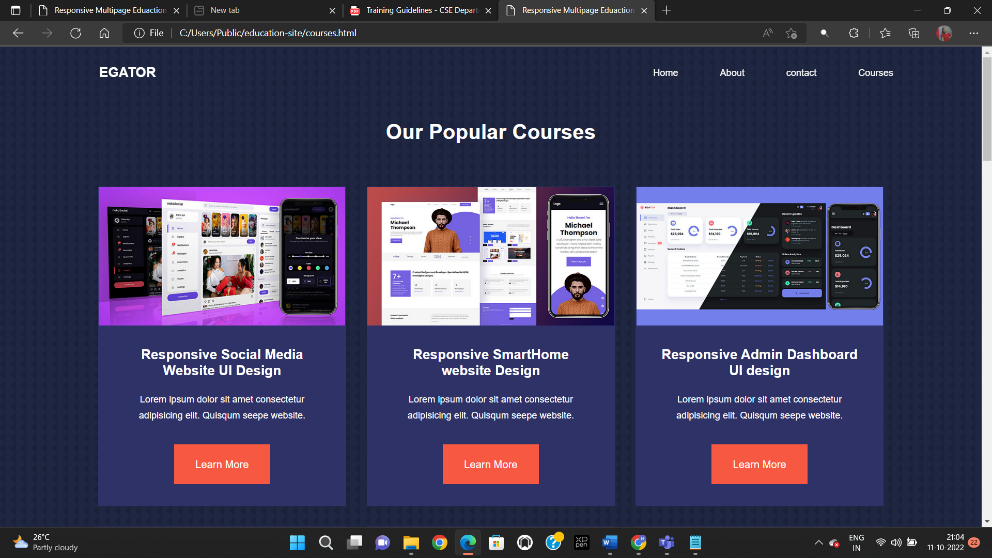 Responsive Multipage Eduaction
New tab
Training Guidelines - CSE Depart
Responsive Multipage Eduaction
File
C:/Users/Public/education-site/courses.html
EGATOR
Home
About
contact
Courses
Our Popular Courses
Michael
Thompson
7+
Michael
Thompson
Dashboard
Dashboard
Responsive Social Media
Website UI Design
Lorem ipsum dolor sit amet consectetur
adipisicing elit. Quisqum seepe website.
Learn More
Responsive SmartHome
website Design
Lorem ipsum dolor sit amet consectetur
adipisicing elit. Quisqum seepe website.
Learn More
Responsive Admin Dashboard
UI design
Lorem ipsum dolor sit amet consectetur
adipisicing elit. Quisqum seepe website.
Learn More
26°C
Partly cloudy
xp
pen
ENG
IN
21:04
11-10-2022
22